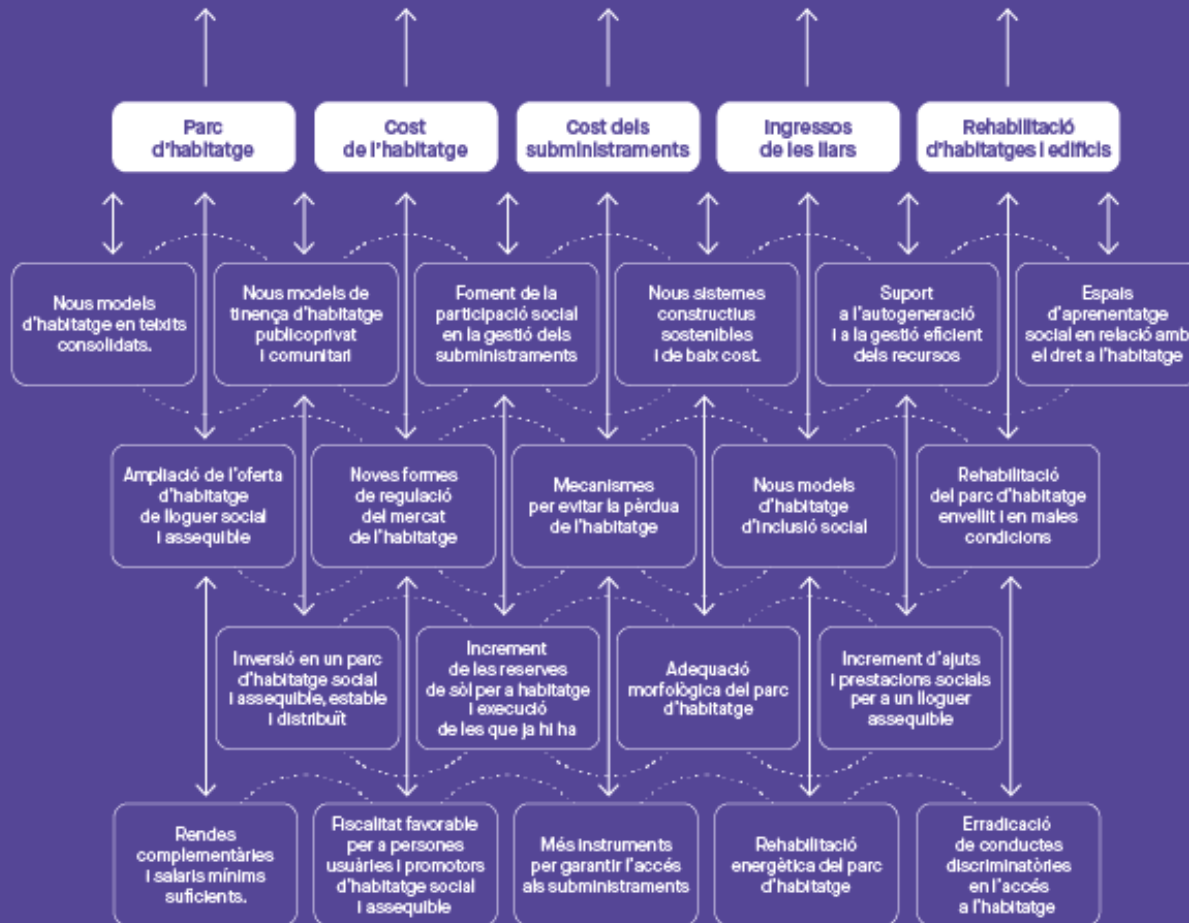 Parc
d'habitatge
Cost
de l'habitatge
Cost dels
subministraments
Ingressos
de les llars
Rehabilitació
d'habitatges i edificis
Nous models
d'habitatge en teixits
consolidats.
Nous models de
tinença d'habitatge
publicoprivat
i comunitari
Foment de la
participació social
en la gestió dels
subministraments
Nous sistemes
constructius
sostenibles
i de baix cost.
Suport
a l'autogeneració
i a la gestió eficient
dels recursos
Espais
d'aprenentatge
social en relació amb
el dret a l'habitatge
Ampliació de l'oferta
d'habitatge
de lloguer social
i assequible
Noves formes
de regulació
del mercat
de l'habitatge
Mecanismes
per evitar la pèrdua
de l'habitatge
Nous models
d'habitatge
d'inclusió social
Rehabilitació
del parc d'habitatge
envellit i en males
condicions
Inversió en un parc
d'habitatge social
i assequible, estable
i distribuït
Increment
de les reserves
de sòl per a habitatge
i execució
de les que ja hi ha
Adequació
morfològica del parc
d'habitatge
Increment d'ajuts
i prestacions socials
per a un lloguer
assequible
Rendes
complementàries
i salaris mínims
suficients.
Fiscalitat favorable
per a persones
usuàries i promotors
d'habitatge social
i assequible
Més instruments
per garantir l'accés
als subministraments
Rehabilitació
energètica del parc
d'habitatge
Erradicació
de conductes
discriminatòries
en l'accés
a l'habitatge